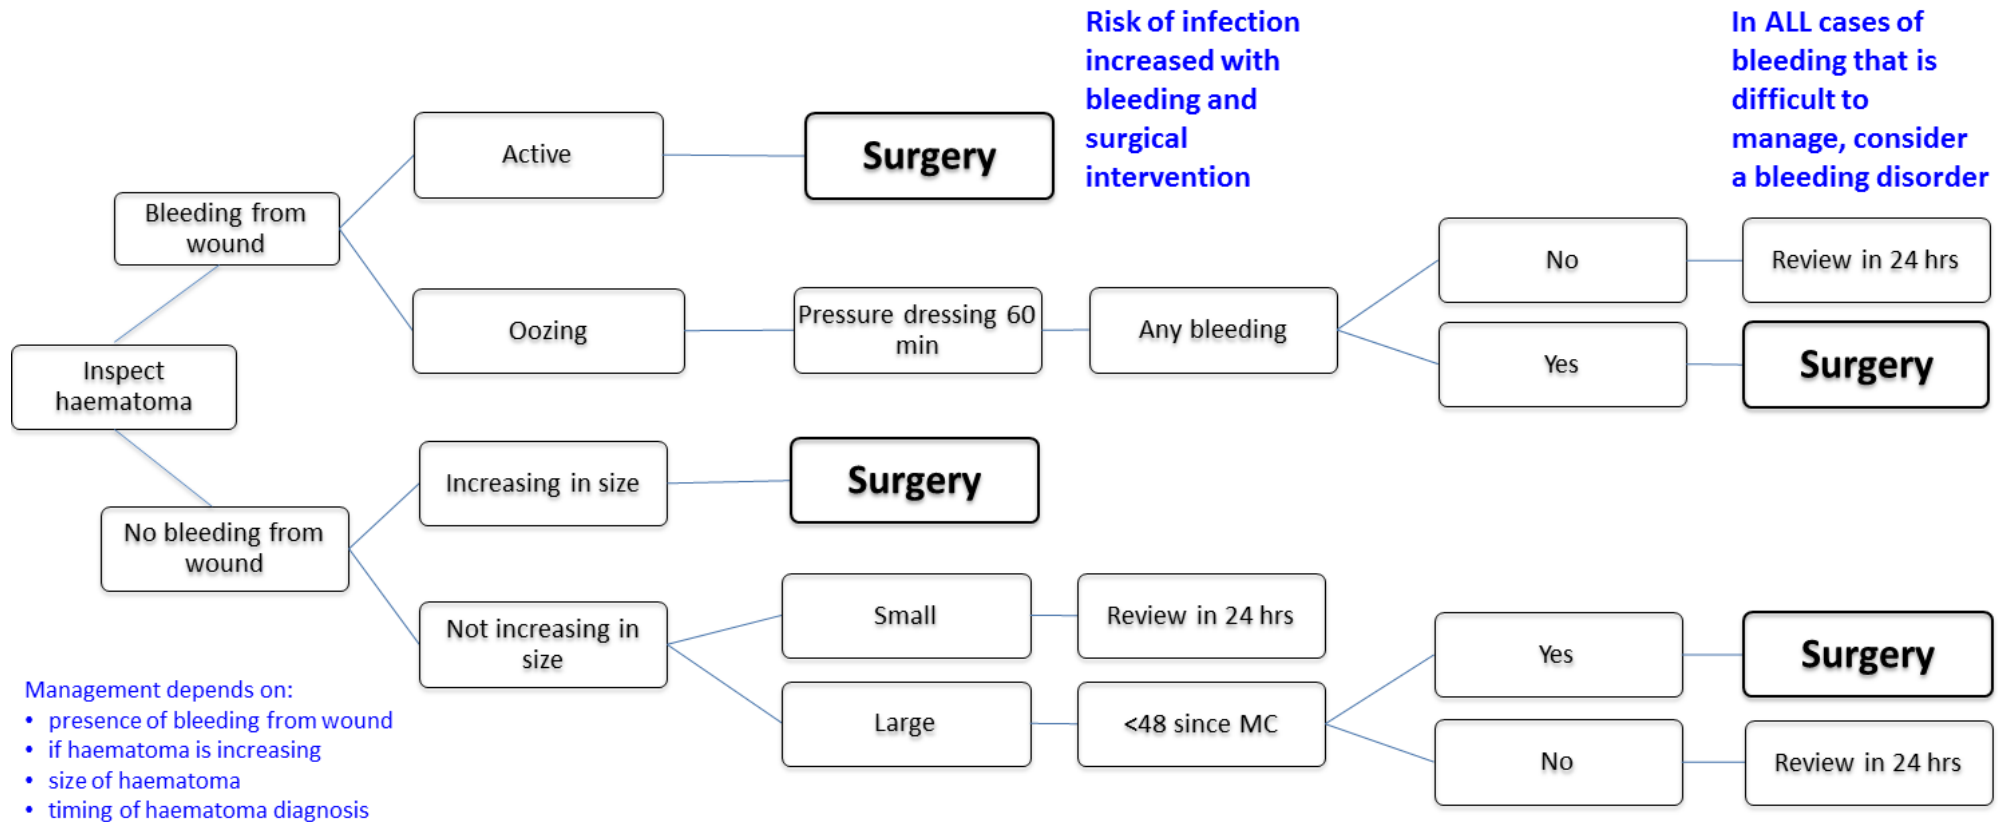 Risk of infection
increased with
bleeding and
surgical
intervention
In ALL cases of
bleeding that is
difficult to
manage, consider
a bleeding disorder
Inspect
haematoma
Bleeding from
wound
Active
Surgery
Oozing
Pressure dressing 60
min
Any bleeding
No
Review in 24 hrs
Yes
Surgery
No bleeding from
wound
Increasing in size
Surgery
Not increasing in
size
Small
Review in 24 hrs
Large
<48 since MC
Yes
Surgery
No
Review in 24 hrs
Management depends on:
• presence of bleeding from wound
• if haematoma is increasing
• size of haematoma
• timing of haematoma diagnosis